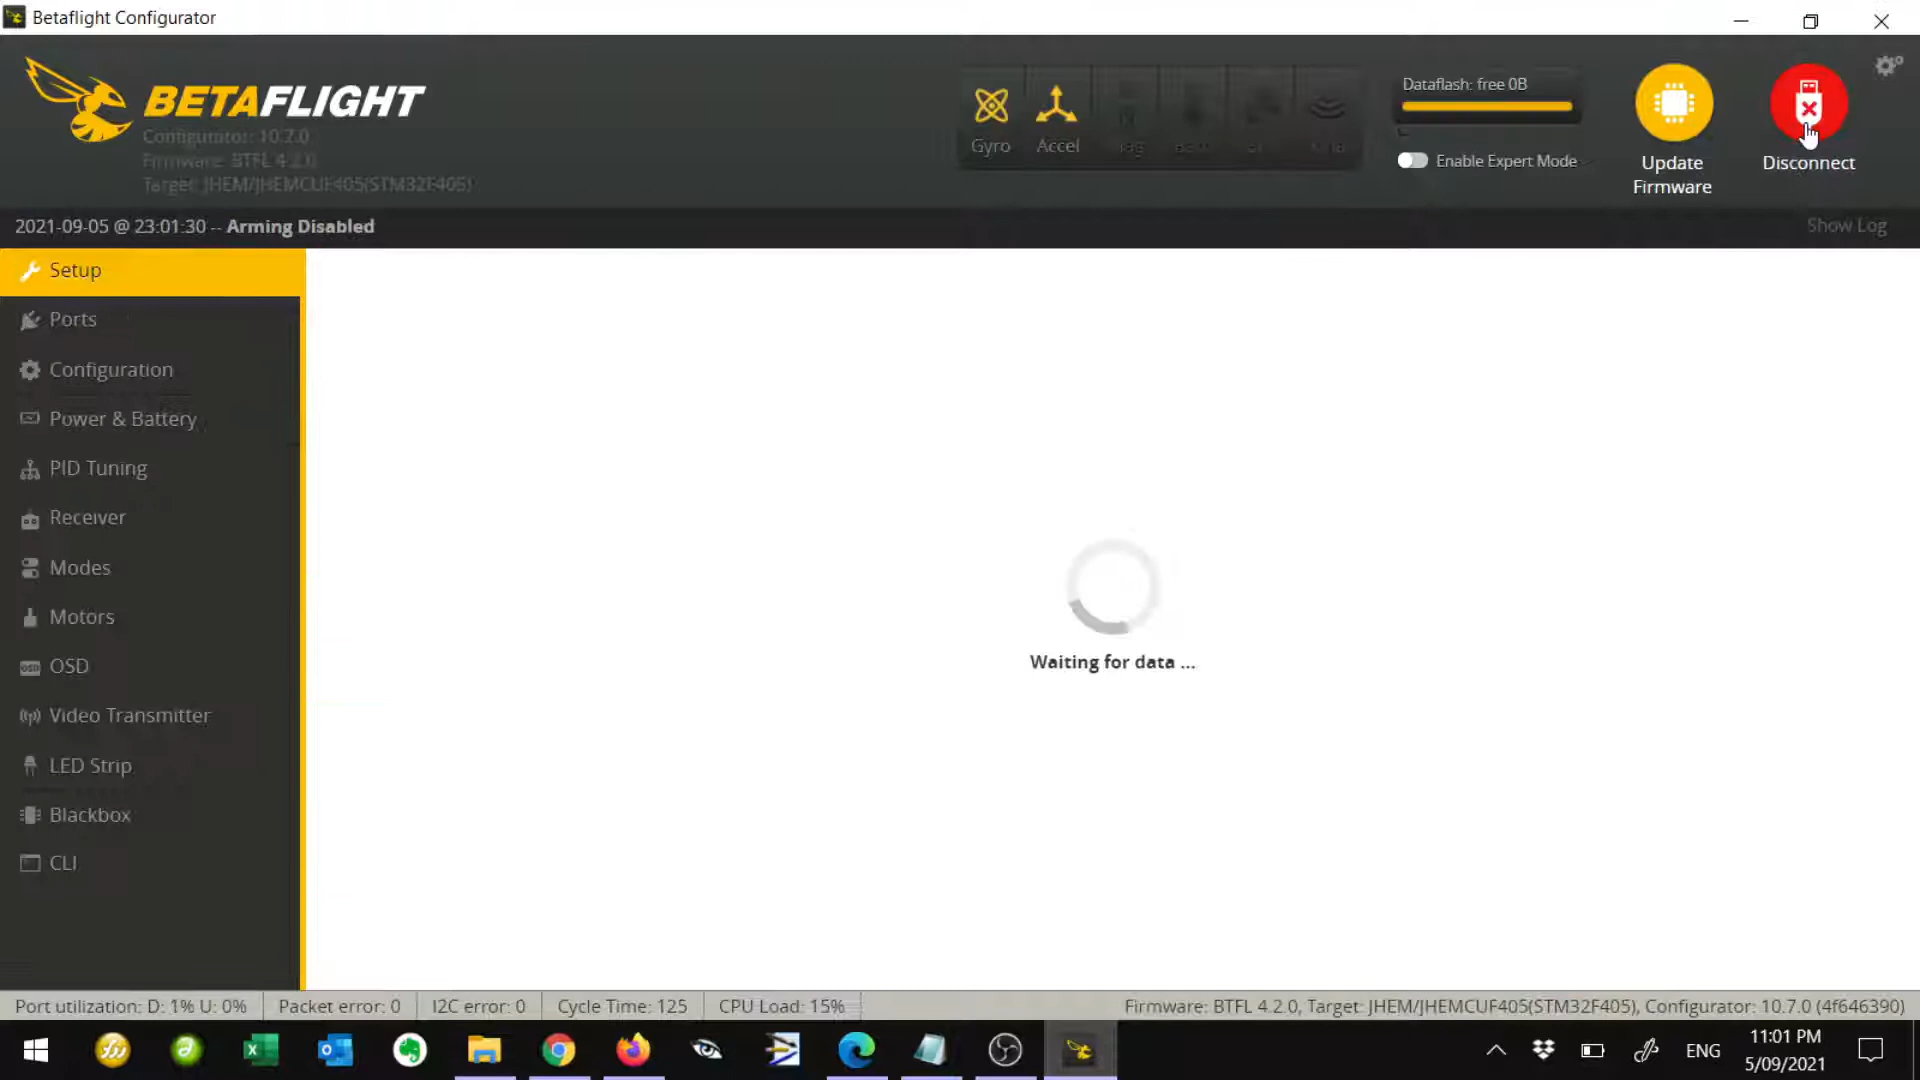 Betaflight Configurator
BETAFLIGHT
Configurator: 10.7.0
Firmware: BTFL 4.2.0
Target: JHEM/JHEMCUF405(STM32F405)
Gyro
Accel
Dataflash: free 0B
Enable Expert Mode
Update
Firmware
Disconnect
2021-09-05 @ 23:01:30 -- Arming Disabled
Show Log
Setup
Ports
Configuration
Power & Battery
PID Tuning
Receiver
Modes
Motors
OSD
Video Transmitter
LED Strip
Blackbox
CLI
Waiting for data ...
Port utilization: D: 1% U: 0%
Packet error: 0
I2C error: 0
Cycle Time: 125
CPU Load: 15%
Firmware: BTFL 4.2.0, Target: JHEM/JHEMCUF405(STM32F405), Configurator: 10.7.0 (4f646390)
ENG
11:01 PM
5/09/2021